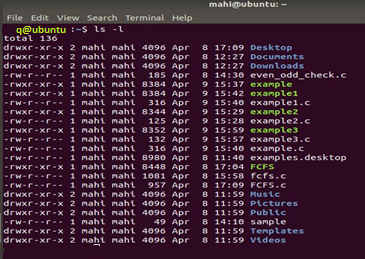 mahi@ubuntu: ~
File Edit View Search Terminal Help
q@ubuntu:~$ ls -l
total 136
drwxr-xr-x 2 mahi mahi 4096 Apr 8 17:09 Desktop
drwxr-xr-x 2 mahi mahi 4096 Apr 8 12:27 Documents
drwxr-xr-x 2 mahi mahi 4096 Apr 8 12:27 Downloads
-rw-r--r-- 1 mahi mahi 185 Apr 8 14:30 even_odd_check.c
-rwxr-xr-x 1 mahi mahi 8384 Apr 9 15:37 example
-rwxr-xr-x 1 mahi mahi 8344 Apr 9 15:42 example1
-rw-r--r-- 1 mahi mahi 316 Apr 9 15:40 example1.c
-rwxr-xr-x 1 mahi mahi 8344 Apr 9 15:29 example2
-rw-r--r-- 1 mahi mahi 125 Apr 9 15:28 example2.c
-rwxr-xr-x 1 mahi mahi 8352 Apr 9 15:59 example3
-rw-r--r-- 1 mahi mahi 132 Apr 9 15:57 example3.c
-rw-r--r-- 1 mahi mahi 316 Apr 9 15:40 example.c
-rw-r--r-- 1 mahi mahi 8980 Apr 8 11:40 examples.desktop
-rwxr-xr-x 1 mahi mahi 8448 Apr 8 17:04 FCFS
-rw-r--r-- 1 mahi mahi 1081 Apr 8 15:58 fcfs.c
-rw-r--r-- 1 mahi mahi 957 Apr 8 17:09 FCFS.c
drwxr-xr-x 2 mahi mahi 4096 Apr 8 11:59 Music
drwxr-xr-x 2 mahi mahi 4096 Apr 8 11:59 Pictures
drwxr-xr-x 2 mahi mahi 4096 Apr 8 11:59 Public
-rw-r--r-- 1 mahi mahi 49 Apr 8 14:10 sample
drwxr-xr-x 2 mahi mahi 4096 Apr 8 11:59 Templates
drwxr-xr-x 2 mahi mahi 4096 Apr 8 11:59 Videos